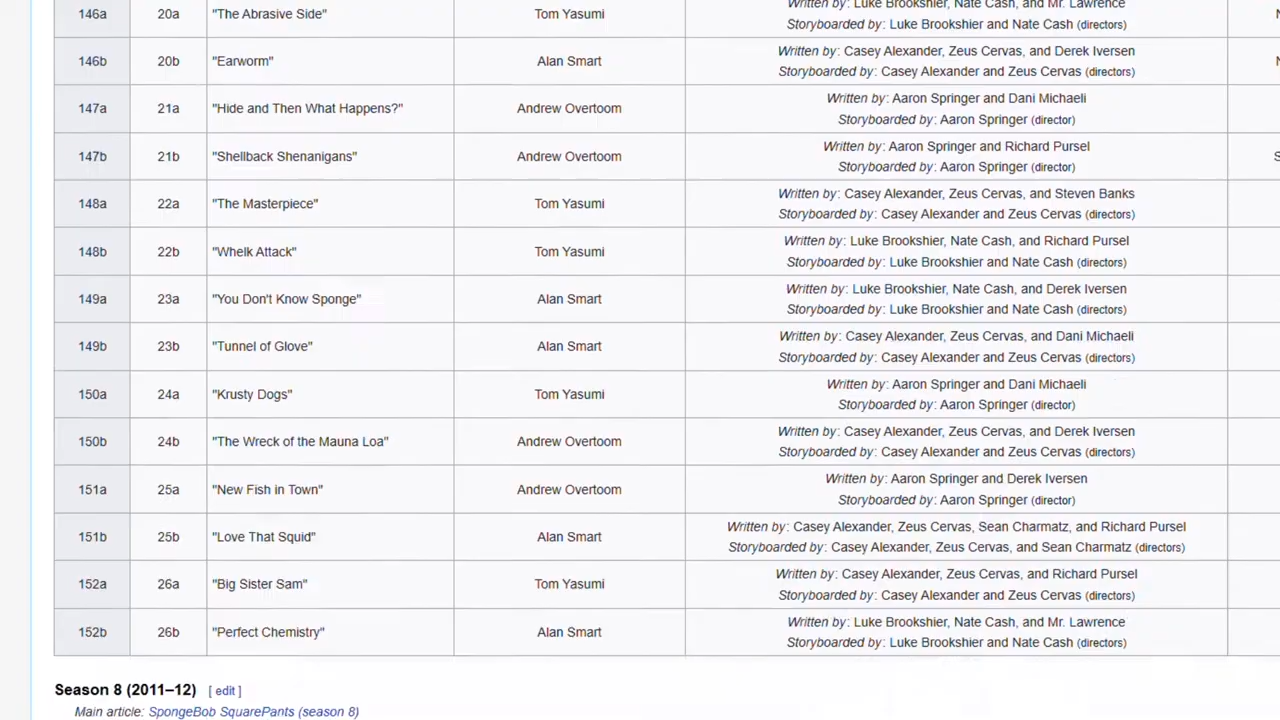 146a 20a "The Abrasive Side" Tom Yasumi Written by: Luke Brookshier, Nate Cash, and Mr. Lawrence
Storyboarded by: Luke Brookshier and Nate Cash (directors)
146b 20b "Earworm" Alan Smart Written by: Casey Alexander, Zeus Cervas, and Derek Iversen
Storyboarded by: Casey Alexander and Zeus Cervas (directors)
147a 21a "Hide and Then What Happens?" Andrew Overtoom Written by: Aaron Springer and Dani Michaeli
Storyboarded by: Aaron Springer (director)
147b 21b "Shellback Shenanigans" Andrew Overtoom Written by: Aaron Springer and Richard Pursel
Storyboarded by: Aaron Springer (director)
148a 22a "The Masterpiece" Tom Yasumi Written by: Casey Alexander, Zeus Cervas, and Steven Banks
Storyboarded by: Casey Alexander and Zeus Cervas (directors)
148b 22b "Whelk Attack" Tom Yasumi Written by: Luke Brookshier, Nate Cash, and Richard Pursel
Storyboarded by: Luke Brookshier and Nate Cash (directors)
149a 23a "You Don't Know Sponge" Alan Smart Written by: Luke Brookshier, Nate Cash, and Derek Iversen
Storyboarded by: Luke Brookshier and Nate Cash (directors)
149b 23b "Tunnel of Glove" Alan Smart Written by: Casey Alexander, Zeus Cervas, and Dani Michaeli
Storyboarded by: Casey Alexander and Zeus Cervas (directors)
150a 24a "Krusty Dogs" Tom Yasumi Written by: Aaron Springer and Dani Michaeli
Storyboarded by: Aaron Springer (director)
150b 24b "The Wreck of the Mauna Loa" Andrew Overtoom Written by: Casey Alexander, Zeus Cervas, and Derek Iversen
Storyboarded by: Casey Alexander and Zeus Cervas (directors)
151a 25a "New Fish in Town" Andrew Overtoom Written by: Aaron Springer and Derek Iversen
Storyboarded by: Aaron Springer (director)
151b 25b "Love That Squid" Alan Smart Written by: Casey Alexander, Zeus Cervas, Sean Charmatz, and Richard Pursel
Storyboarded by: Casey Alexander, Zeus Cervas, and Sean Charmatz (directors)
152a 26a "Big Sister Sam" Tom Yasumi Written by: Casey Alexander, Zeus Cervas, and Richard Pursel
Storyboarded by: Casey Alexander and Zeus Cervas (directors)
152b 26b "Perfect Chemistry" Alan Smart Written by: Luke Brookshier, Nate Cash, and Mr. Lawrence
Storyboarded by: Luke Brookshier and Nate Cash (directors)
Season 8 (2011–12) [ edit ]
Main article: SpongeBob SquarePants (season 8)